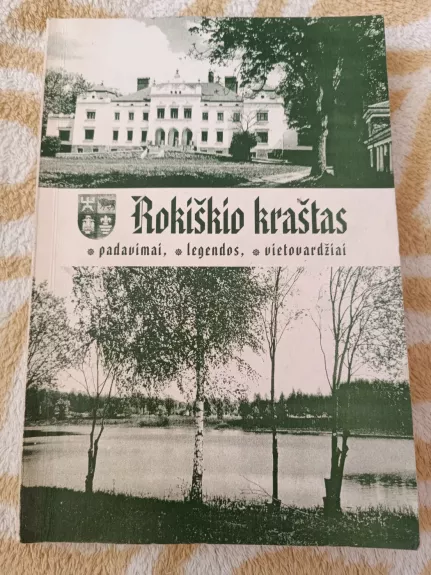 Rokiškio kraštas
* padavimai, * legendos, * vietovardžiai